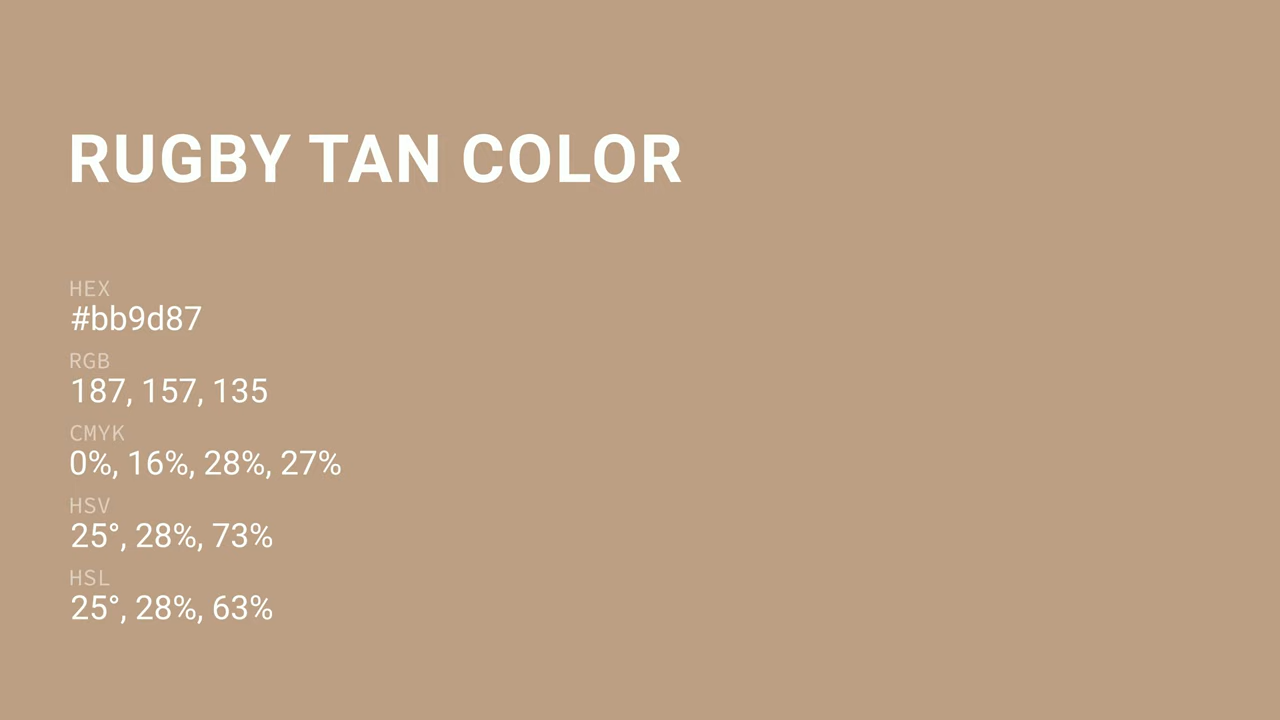 RUGBY TAN COLOR
HEX
#bb9d87
RGB
187, 157, 135
CMYK
0%, 16%, 28%, 27%
HSV
25°, 28%, 73%
HSL
25°, 28%, 63%